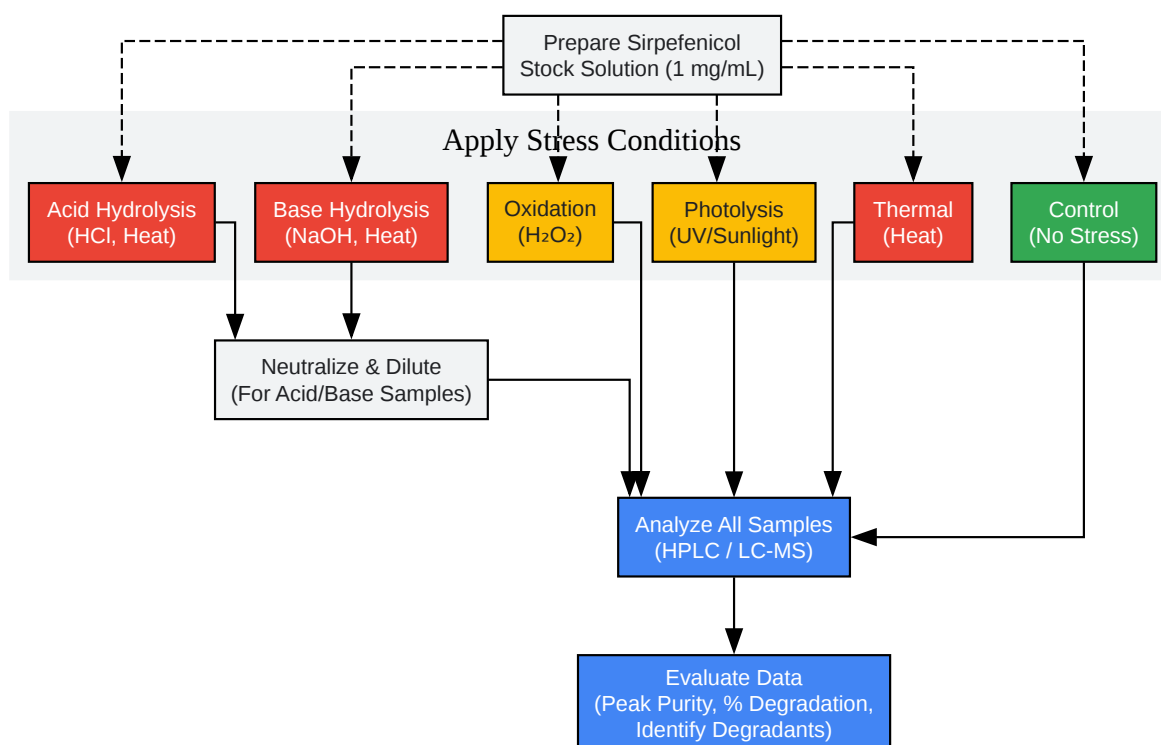 Prepare Sirpefenicol
Stock Solution (1 mg/mL)
Apply Stress Conditions
Acid Hydrolysis
(HCl, Heat)
Base Hydrolysis
(NaOH, Heat)
Oxidation
(H₂O₂)
Photolysis
(UV/Sunlight)
Thermal
(Heat)
Control
(No Stress)
Neutralize & Dilute
(For Acid/Base Samples)
Analyze All Samples
(HPLC / LC-MS)
Evaluate Data
(Peak Purity, % Degradation,
Identify Degradants)